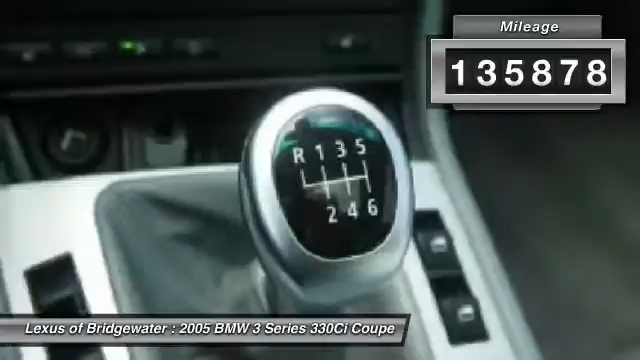 Mileage
135878
R 1 3 5
2 4 6
Lexus of Bridgewater : 2005 BMW 3 Series 330Ci Coupe